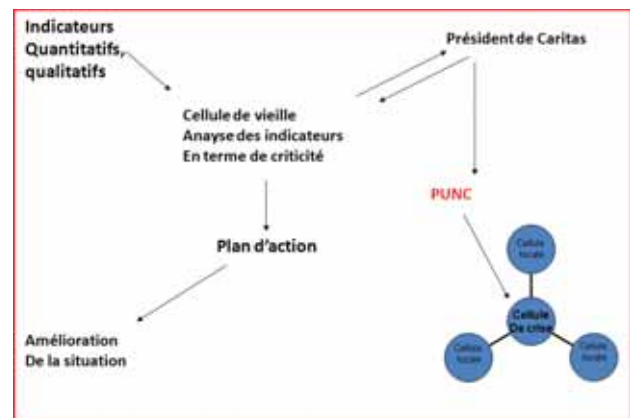 Indicateurs
Quantitatifs,
qualitatifs
Président de Caritas
Cellule de vieille
Anayse des indicateurs
En terme de criticité
PUNC
Plan d'action
Cellule
locale
Cellule
De crise
Cellule
locale
Cellule
locale
Amélioration
De la situation